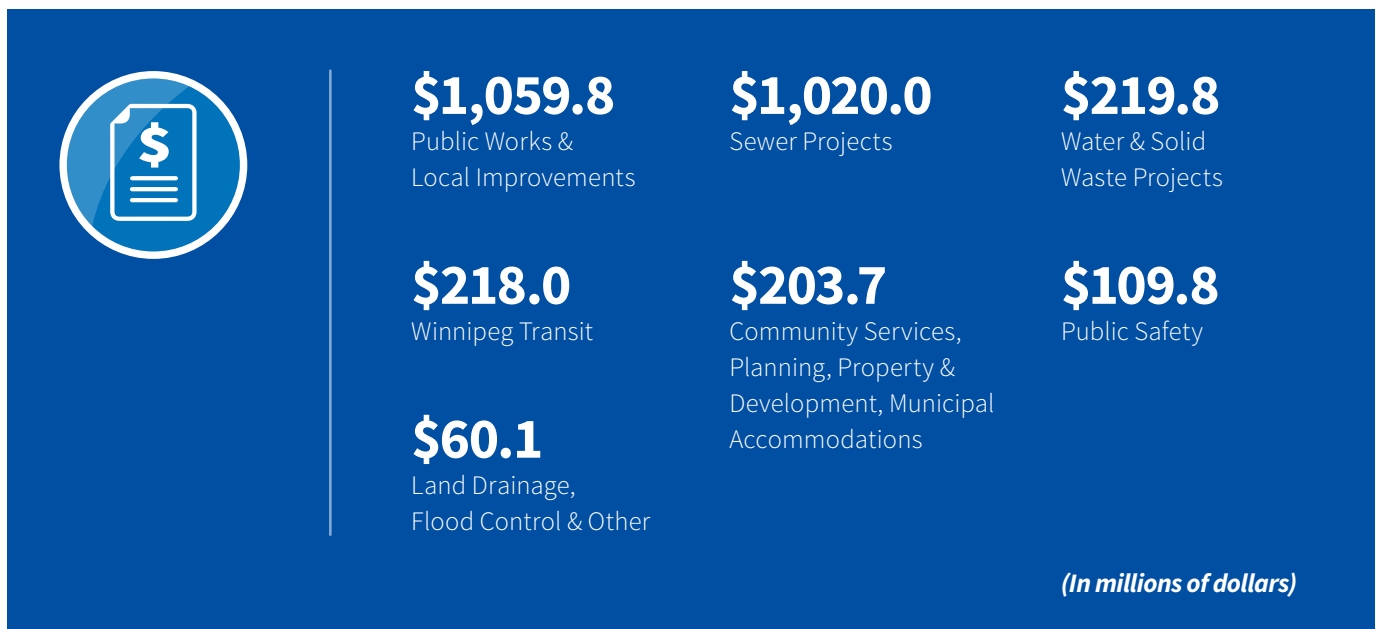 $
$1,059.8
Public Works &
Local Improvements
$1,020.0
Sewer Projects
$219.8
Water & Solid
Waste Projects
$218.0
Winnipeg Transit
$203.7
Community Services,
Planning, Property &
Development, Municipal
Accommodations
$109.8
Public Safety
$60.1
Land Drainage,
Flood Control & Other
(In millions of dollars)